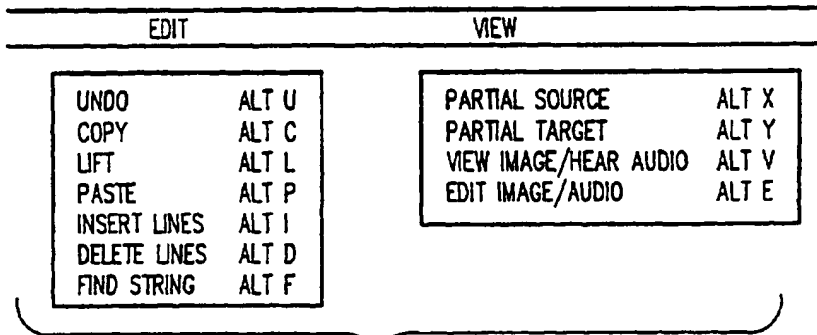 EDIT VIEW
UNDO ALT U
COPY ALT C
LIFT ALT L
PASTE ALT P
INSERT LINES ALT I
DELETE LINES ALT D
FIND STRING ALT F
PARTIAL SOURCE ALT X
PARTIAL TARGET ALT Y
VIEW IMAGE/HEAR AUDIO ALT V
EDIT IMAGE/AUDIO ALT E